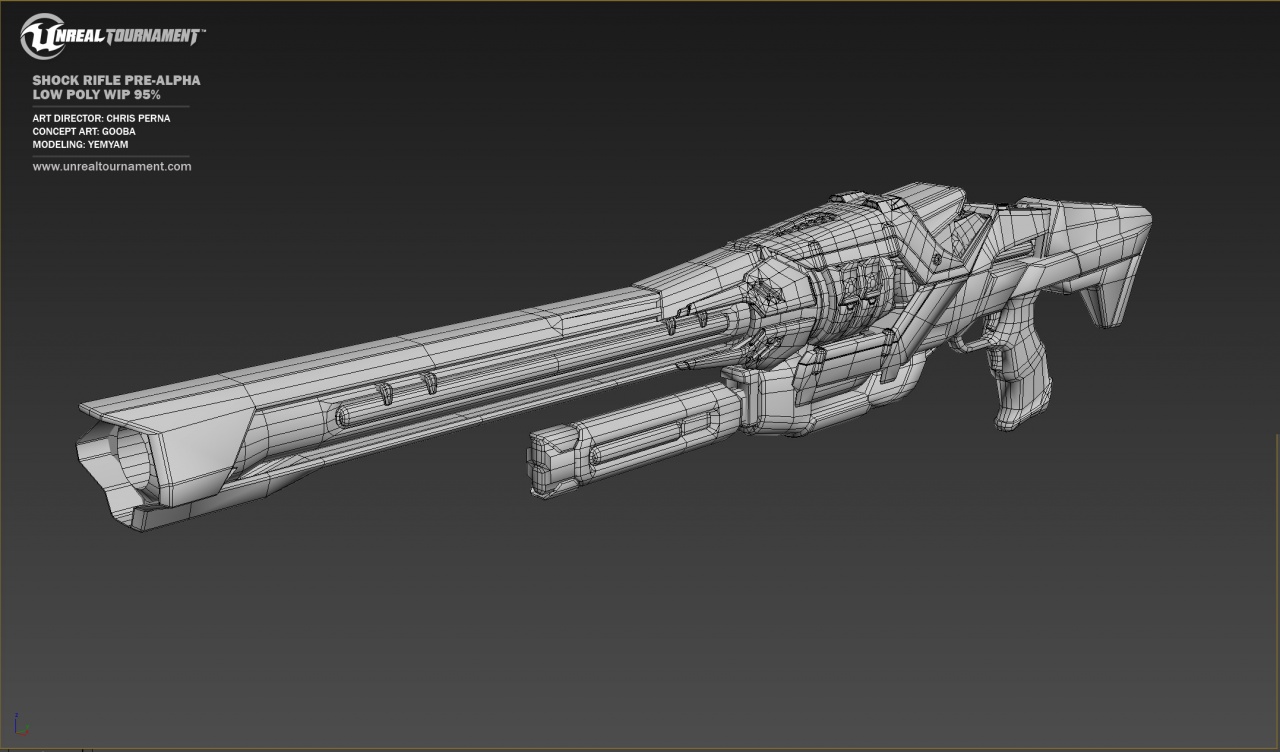 UNREAL TOURNAMENT™
SHOCK RIFLE PRE-ALPHA
LOW POLY WIP 95%
ART DIRECTOR: CHRIS PERNA
CONCEPT ART: GOOBA
MODELING: YEMYAM
www.unrealtournament.com